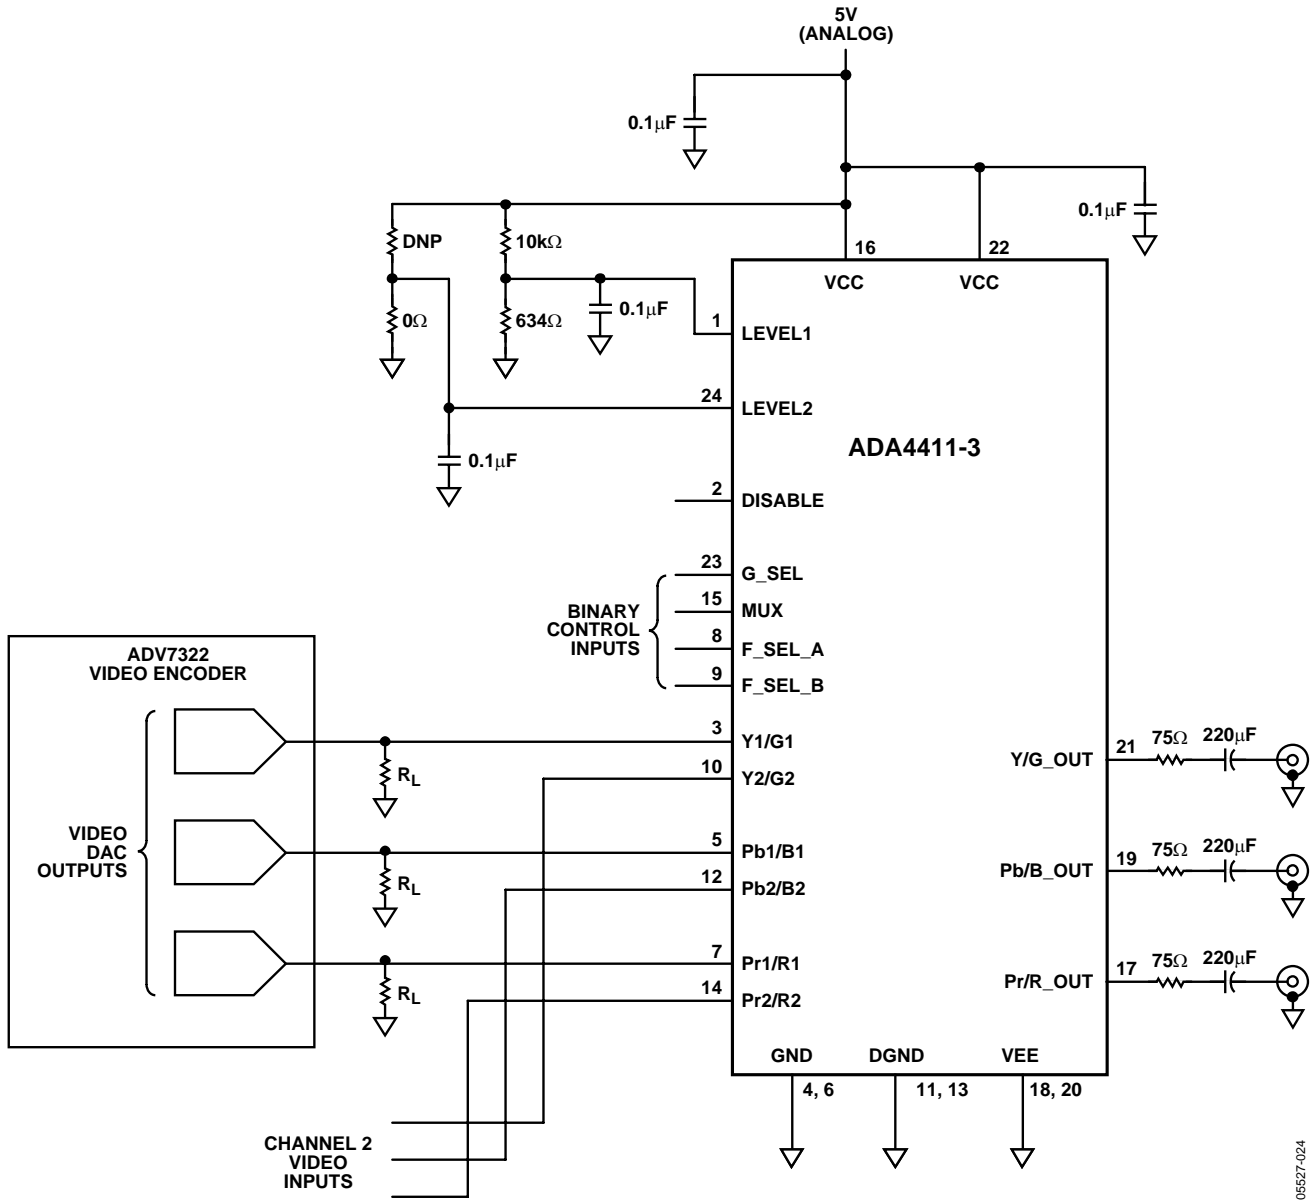 5V
(ANALOG)
0.1μF
0.1μF
DNP
10kΩ
16
22
VCC
VCC
0Ω
634Ω
0.1μF
1
LEVEL1
24
LEVEL2
ADA4411-3
0.1μF
2
DISABLE
23
G_SEL
15
MUX
BINARY
CONTROL
INPUTS
8
F_SEL_A
9
F_SEL_B
ADV7322
VIDEO ENCODER
3
Y1/G1
10
Y2/G2
RL
21
75Ω
220μF
Y/G_OUT
VIDEO
DAC
OUTPUTS
5
Pb1/B1
12
Pb2/B2
RL
19
75Ω
220μF
Pb/B_OUT
7
Pr1/R1
14
Pr2/R2
RL
17
75Ω
220μF
Pr/R_OUT
GND
DGND
VEE
4, 6
11, 13
18, 20
CHANNEL 2
VIDEO
INPUTS
05527-024